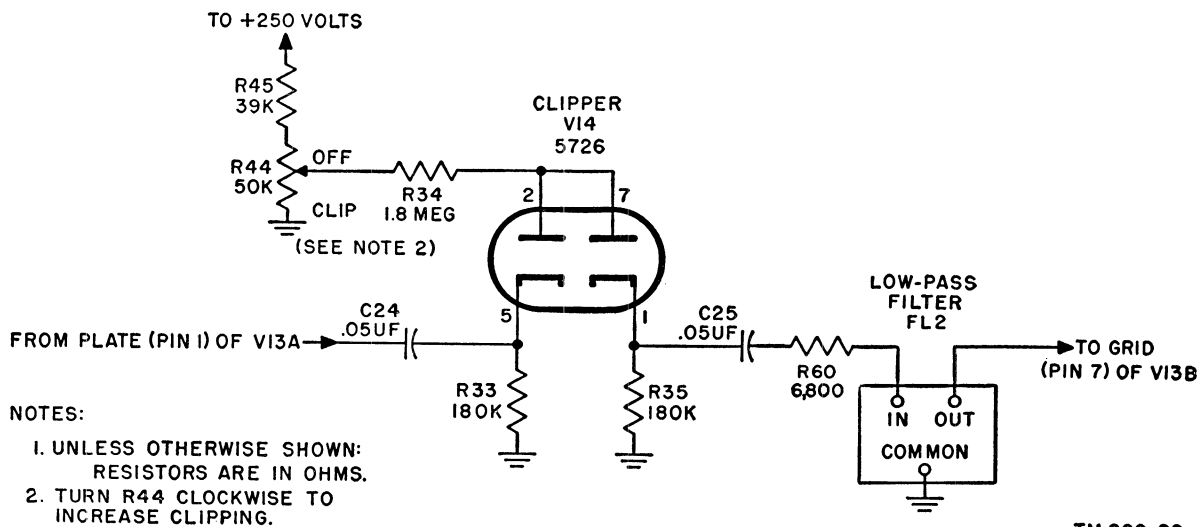 TO +250 VOLTS
R45
39K
R44
50K
OFF
CLIP
(SEE NOTE 2)
R34
1.8 MEG
CLIPPER
V14
5726
2
7
5
1
C24
.05UF
FROM PLATE (PIN 1) OF V13A
R33
180K
R35
180K
C25
.05UF
R60
6,800
LOW-PASS
FILTER
FL2
IN OUT
COMMON
TO GRID
(PIN 7) OF V13B
NOTES:
1. UNLESS OTHERWISE SHOWN:
RESISTORS ARE IN OHMS.
2. TURN R44 CLOCKWISE TO
INCREASE CLIPPING.